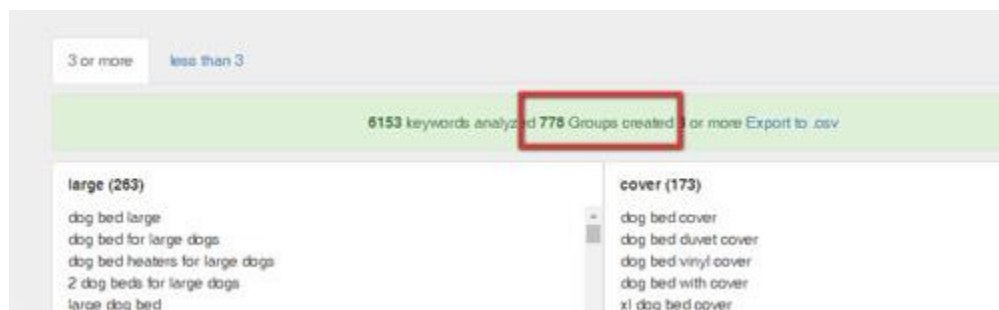 3 or more less than 3
6153 keywords analyzed 778 Groups created 3 or more Export to .csv
large (263)
dog bed large
dog bed for large dogs
dog bed heaters for large dogs
2 dog beds for large dogs
large dog bed
cover (173)
dog bed cover
dog bed duvet cover
dog bed vinyl cover
dog bed with cover
xl dog bed cover